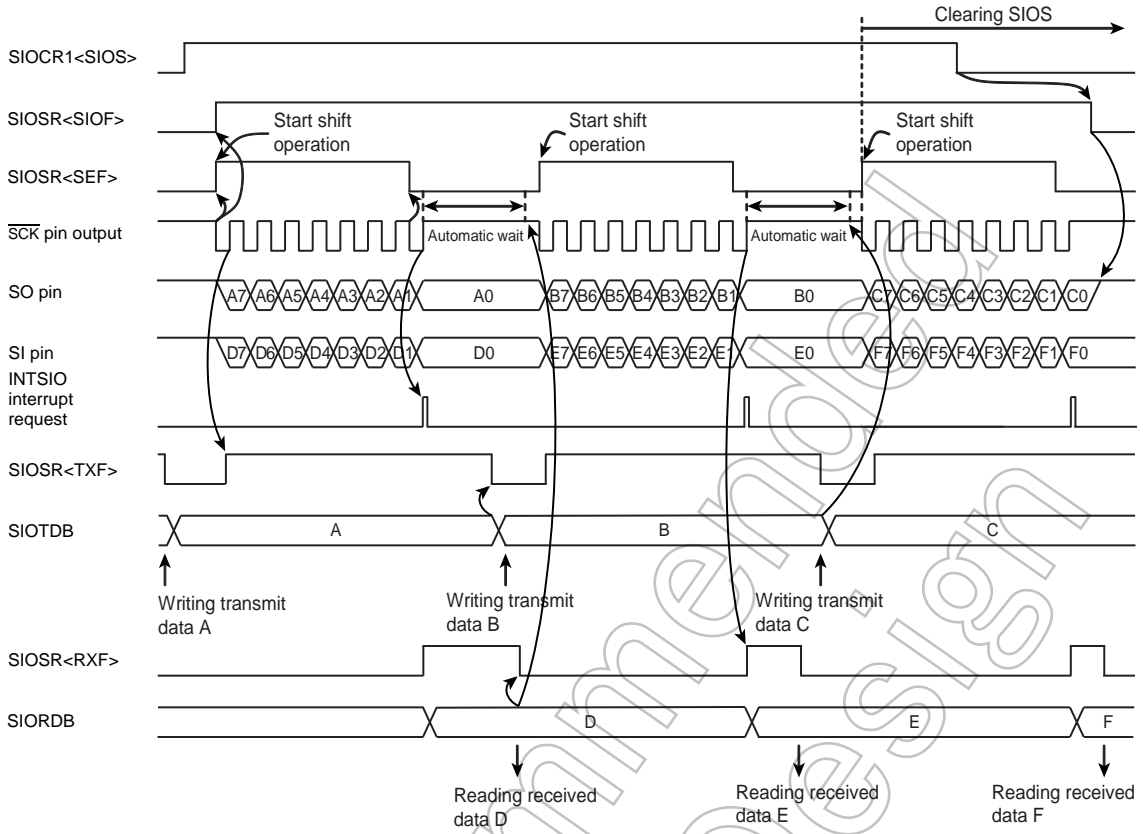 Clearing SIOS
SIOCR1<SIOS>
SIOSR<SIOF>
Start shift
operation
Start shift
operation
Start shift
operation
SIOSR<SEF>
SCK pin output
Automatic wait
Automatic wait
SO pin
A7 A6 A5 A4 A3 A2 A1 A0 B7 B6 B5 B4 B3 B2 B1 B0 C7 C6 C5 C4 C3 C2 C1 C0
SI pin
D7 D6 D5 D4 D3 D2 D1 D0 E7 E6 E5 E4 E3 E2 E1 E0 F7 F6 F5 F4 F3 F2 F1 F0
INTSIO
interrupt
request
SIOSR<TXF>
SIOTDB
A B C
Writing transmit
data A
Writing transmit
data B
Writing transmit
data C
SIOSR<RXF>
SIORDB
D E F
Reading received
data D
Reading received
data E
Reading received
data F
mmended
esign